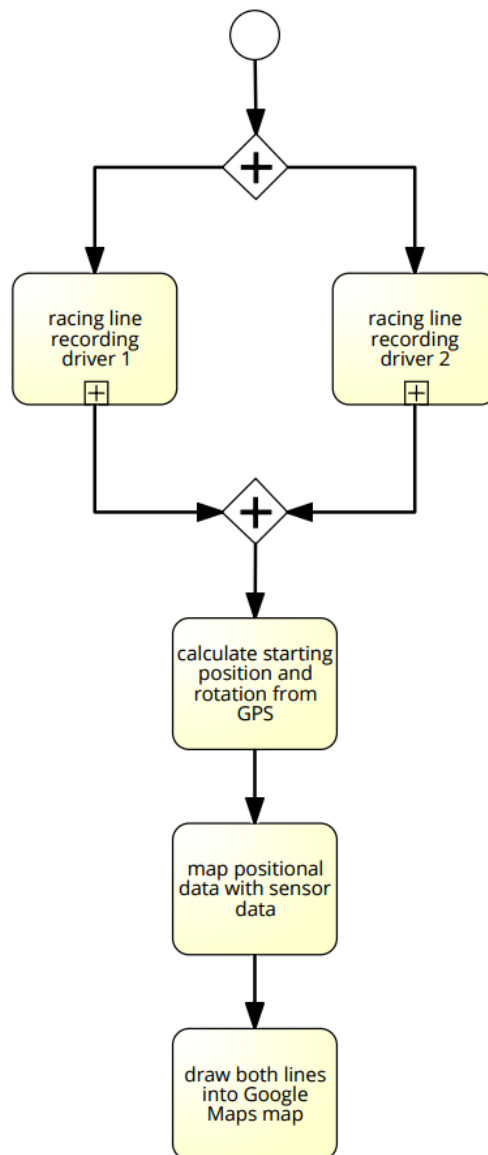 racing line
recording
driver 1
racing line
recording
driver 2
calculate starting
position and
rotation from
GPS
map positional
data with sensor
data
draw both lines
into Google
Maps map